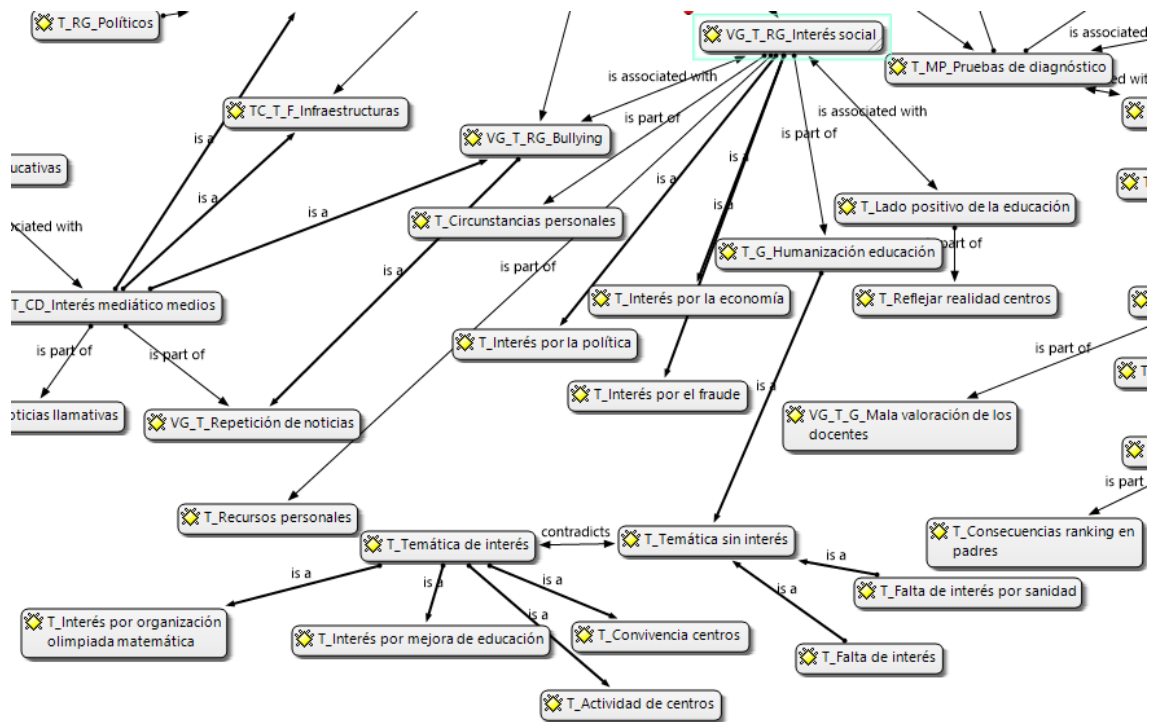 T_RG_Políticos
VG_T_RG_Interés social
is associated with
T_MP_Pruebas de diagnóstico
is associated with
TC_T_F_Infraestructuras
is associated with
is part of
is part of
is a
VG_T_RG_Bullying
is a
is a
is a
T_Lado positivo de la educación
T_Circunstancias personales
is a
is part of
T_G_Humanización educación
is part of
is a
T_CD_Interés mediático medios
T_Interés por la economía
T_Reflejar realidad centros
T_Interés por la política
is part of
is part of
is part of
T_Interés por el fraude
is a
VG_T_G_Mala valoración de los
docentes
VG_T_Repetición de noticias
noticias llamativas
is part
T_Recursos personales
T_Consecuencias ranking en
padres
contradicts
T_Temática de interés
T_Temática sin interés
is a
is a
is a
is a
is a
T_Falta de interés por sanidad
T_Interés por organización
olimpiada matemática
T_Interés por mejora de educación
T_Convivencia centros
T_Falta de interés
T_Actividad de centros